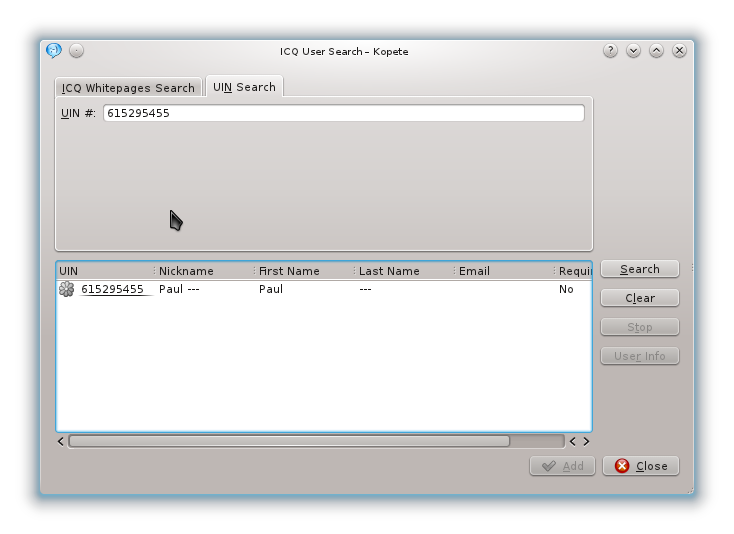 ICQ User Search – Kopete
ICQ Whitepages Search UIN Search
UIN #: 615295455
UIN Nickname First Name Last Name Email Requi
615295455 Paul --- Paul --- No
Search
Clear
Stop
User Info
Add Close